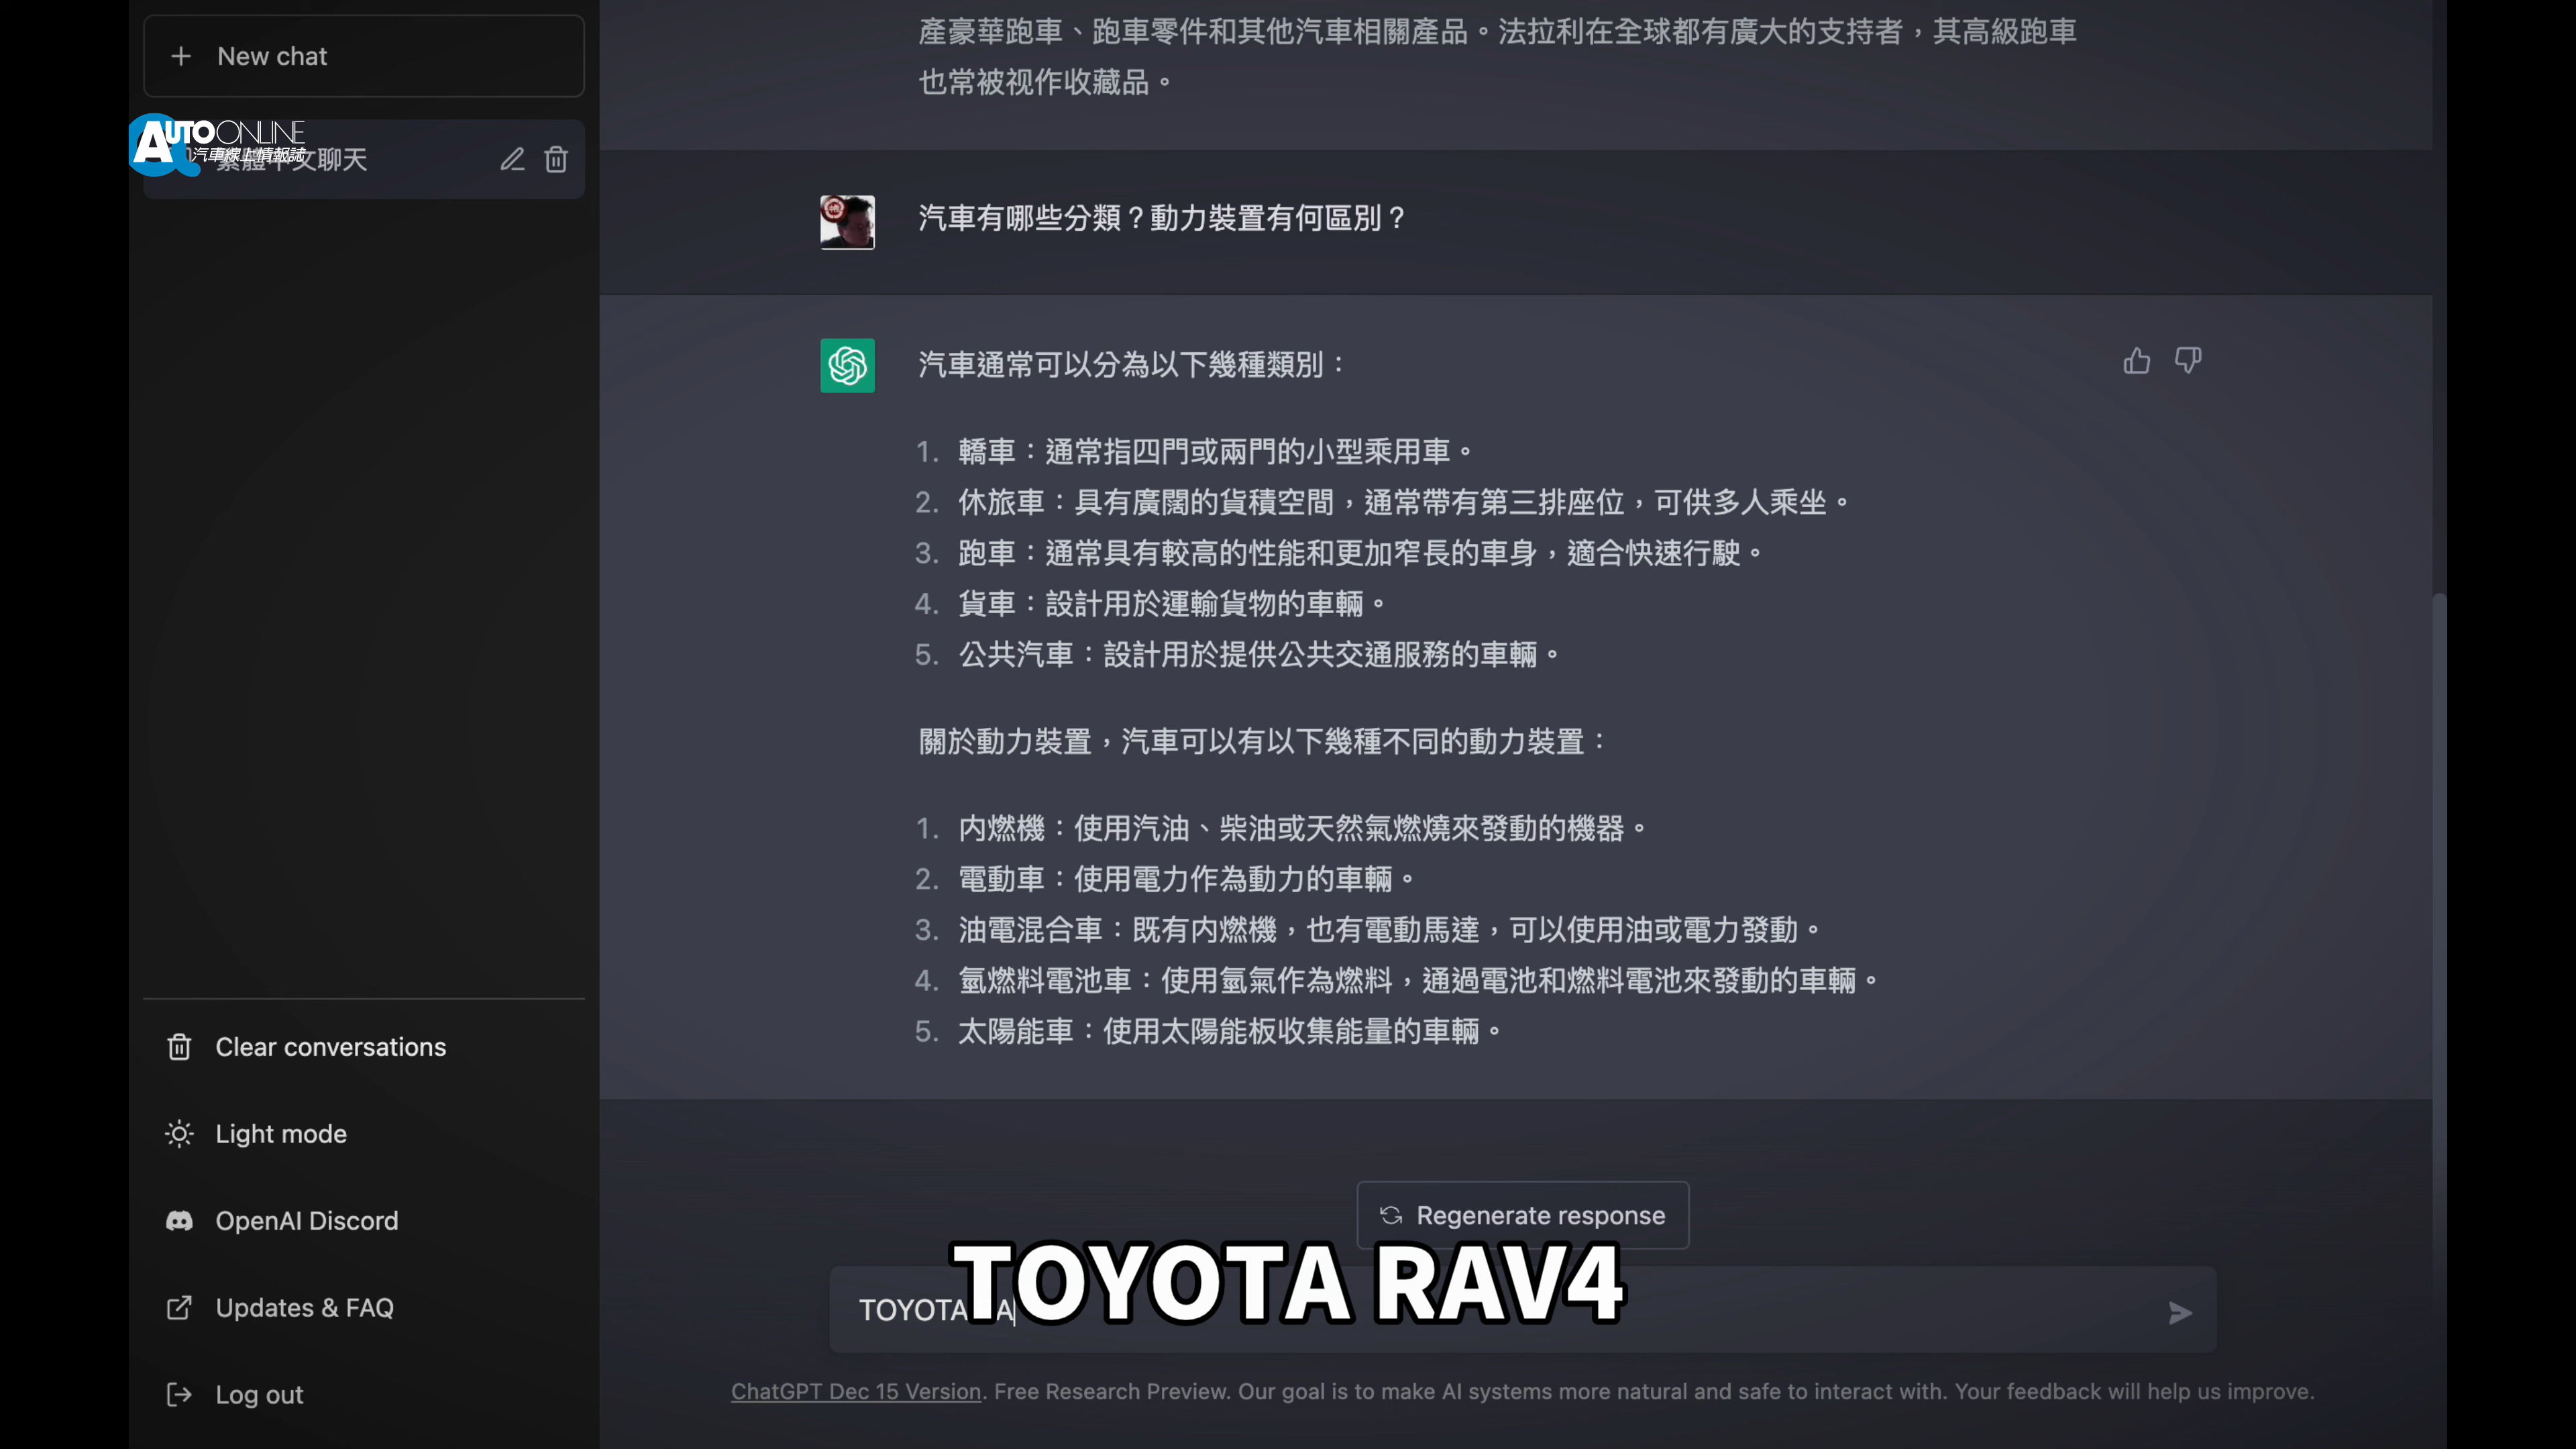 New chat
AUTO ONLINE
汽車線上情報誌
繁體中文聊天
產豪華跑車、跑車零件和其他汽車相關產品。法拉利在全球都有廣大的支持者，其高級跑車
也常被视作收藏品。
汽車有哪些分類？動力裝置有何區別？
汽車通常可以分為以下幾種類別：
1. 轎車：通常指四門或兩門的小型乘用車。
2. 休旅車：具有廣闊的貨積空間，通常帶有第三排座位，可供多人乘坐。
3. 跑車：通常具有較高的性能和更加窄長的車身，適合快速行駛。
4. 貨車：設計用於運輸貨物的車輛。
5. 公共汽車：設計用於提供公共交通服務的車輛。
關於動力裝置，汽車可以有以下幾種不同的動力裝置：
1. 内燃機：使用汽油、柴油或天然氣燃燒來發動的機器。
2. 電動車：使用電力作為動力的車輛。
3. 油電混合車：既有内燃機，也有電動馬達，可以使用油或電力發動。
4. 氫燃料電池車：使用氫氣作為燃料，通過電池和燃料電池來發動的車輛。
5. 太陽能車：使用太陽能板收集能量的車輛。
Clear conversations
Light mode
OpenAI Discord
Updates & FAQ
Log out
Regenerate response
TOYOTA RAV4
TOYOTA
ChatGPT Dec 15 Version. Free Research Preview. Our goal is to make AI systems more natural and safe to interact with. Your feedback will help us improve.